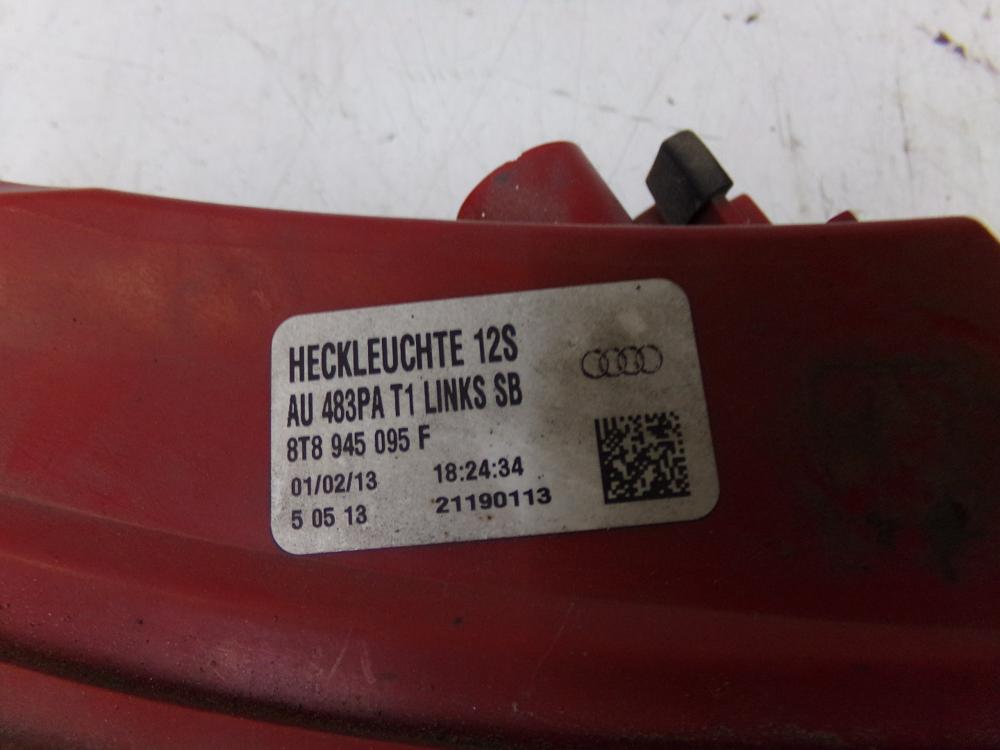 HECKLEUCHTE 12S
AU 483PA T1 LINKS SB
8T8 945 095 F
01/02/13 18:24:34
5 05 13 21190113